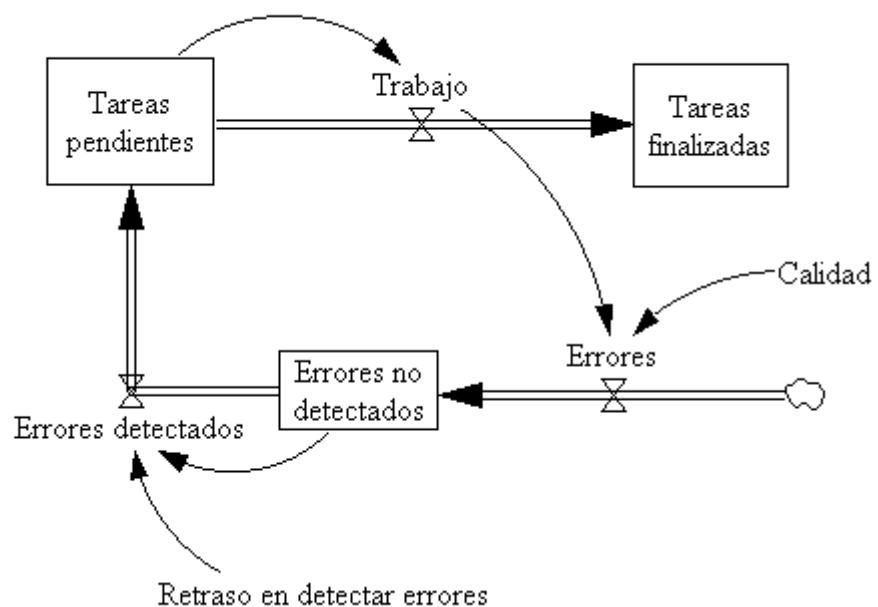 Tareas
pendientes
Trabajo
Tareas
finalizadas
Calidad
Errores
Errores no
detectados
Errores detectados
Retraso en detectar errores